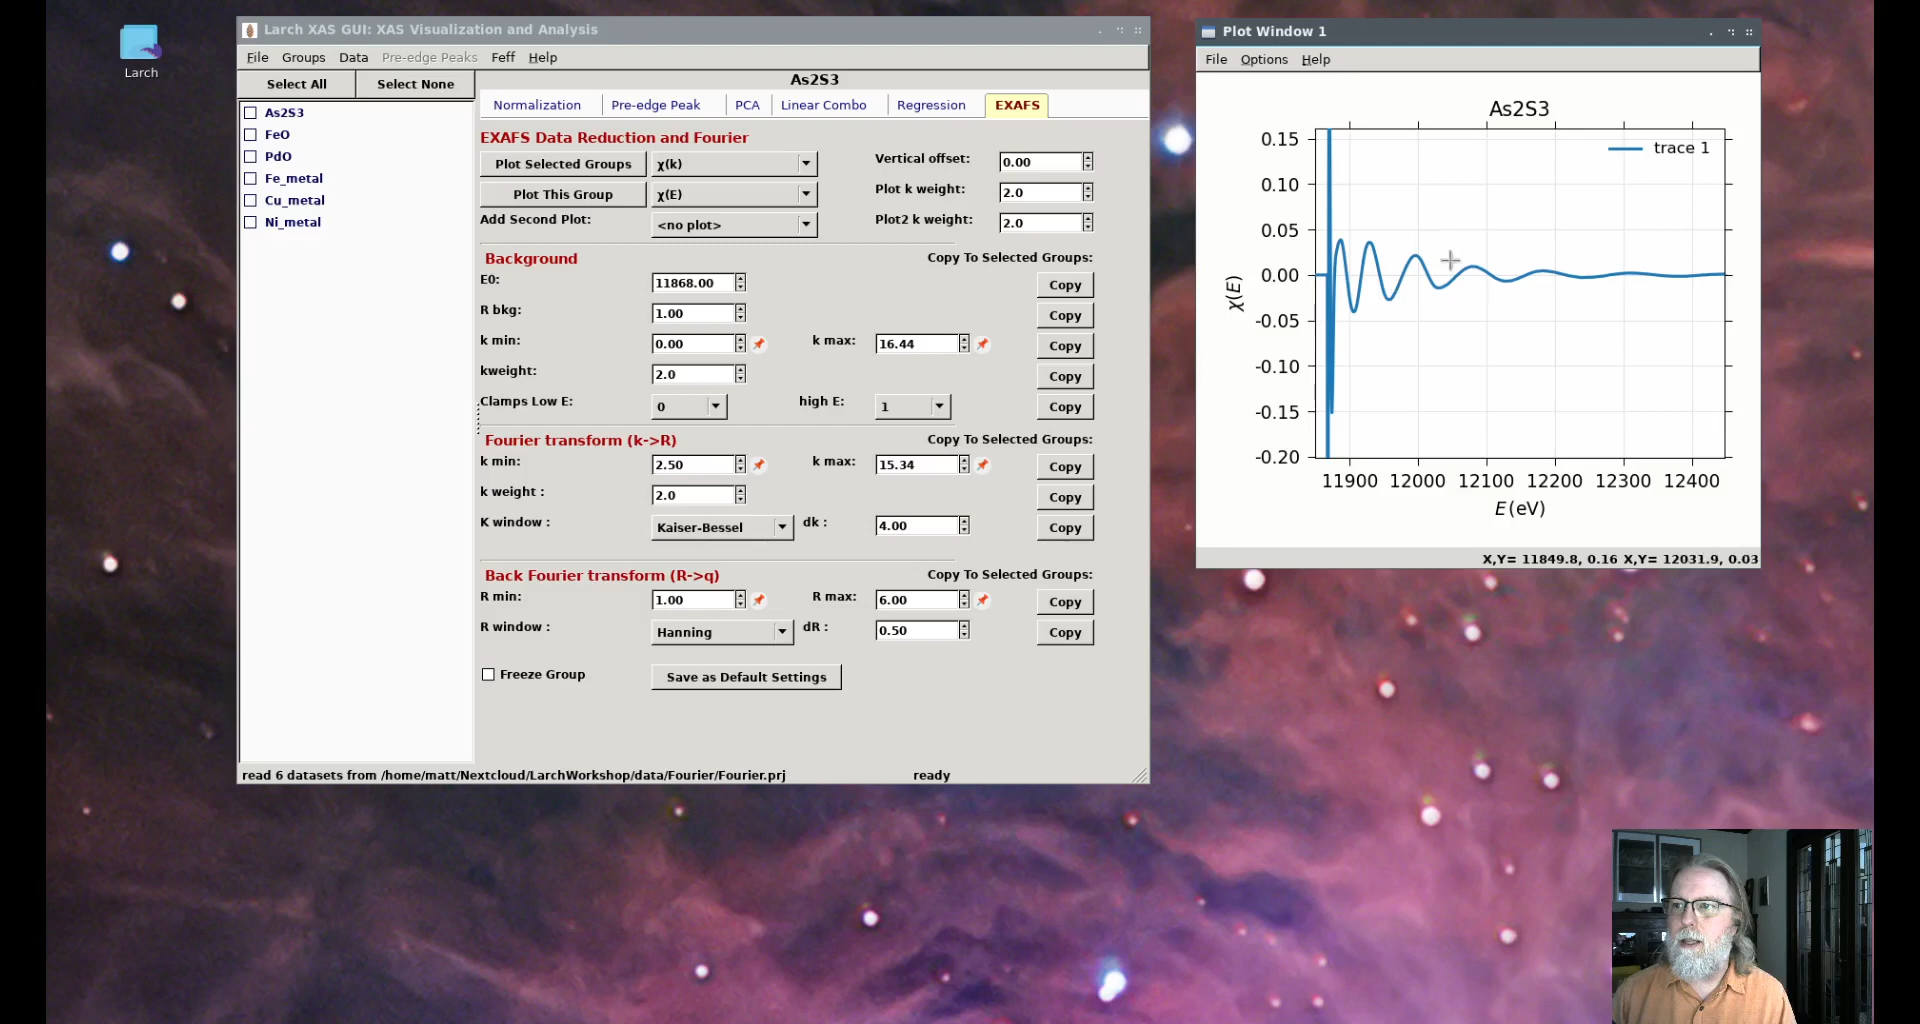 Larch
Larch XAS GUI: XAS Visualization and Analysis
File Groups Data Pre-edge Peaks Feff Help
Select All Select None
As2S3
FeO
PdO
Fe_metal
Cu_metal
Ni_metal
As2S3
Normalization Pre-edge Peak PCA Linear Combo Regression EXAFS
EXAFS Data Reduction and Fourier
Plot Selected Groups χ(k) Vertical offset: 0.00
Plot This Group χ(E) Plot k weight: 2.0
Add Second Plot: <no plot> Plot2 k weight: 2.0
Background Copy To Selected Groups:
E0: 11868.00 Copy
R bkg: 1.00 Copy
k min: 0.00 k max: 16.44 Copy
kweight: 2.0 Copy
Clamps Low E: 0 high E: 1 Copy
Fourier transform (k->R) Copy To Selected Groups:
k min: 2.50 k max: 15.34 Copy
k weight : 2.0 Copy
K window : Kaiser-Bessel dk : 4.00 Copy
Back Fourier transform (R->q) Copy To Selected Groups:
R min: 1.00 R max: 6.00 Copy
R window : Hanning dR : 0.50 Copy
Freeze Group Save as Default Settings
read 6 datasets from /home/matt/Nextcloud/LarchWorkshop/data/Fourier/Fourier.prj ready
Plot Window 1
File Options Help
As2S3
trace 1
0.15
0.10
0.05
0.00
-0.05
-0.10
-0.15
-0.20
χ(E)
11900 12000 12100 12200 12300 12400
E (eV)
X,Y= 11849.8, 0.16 X,Y= 12031.9, 0.03